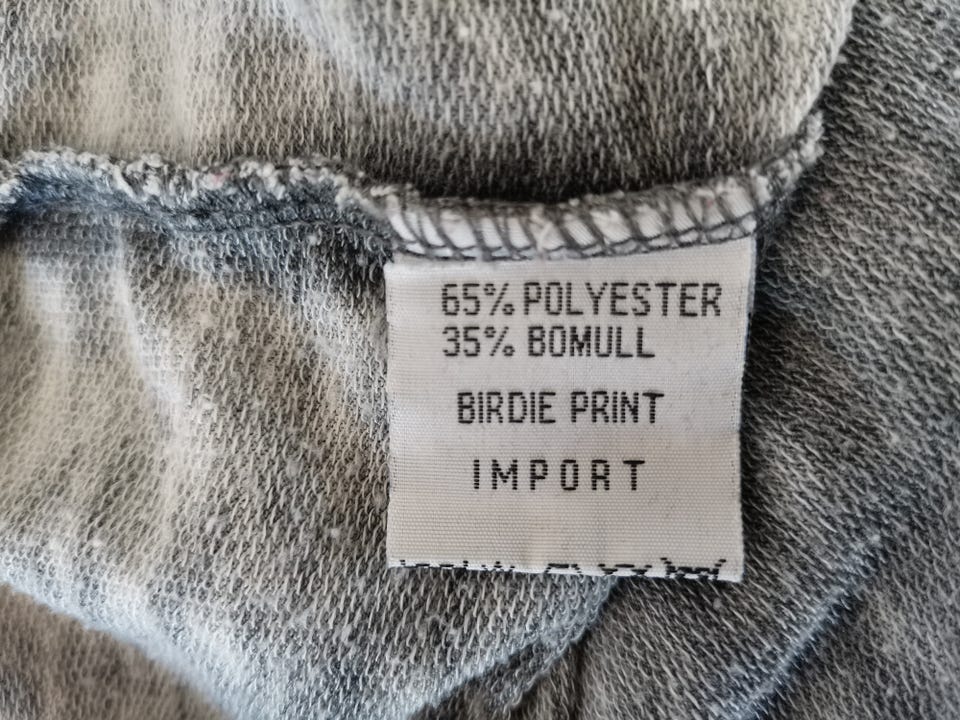 65% POLYESTER
35% BOMULL
BIRDIE PRINT
IMPORT